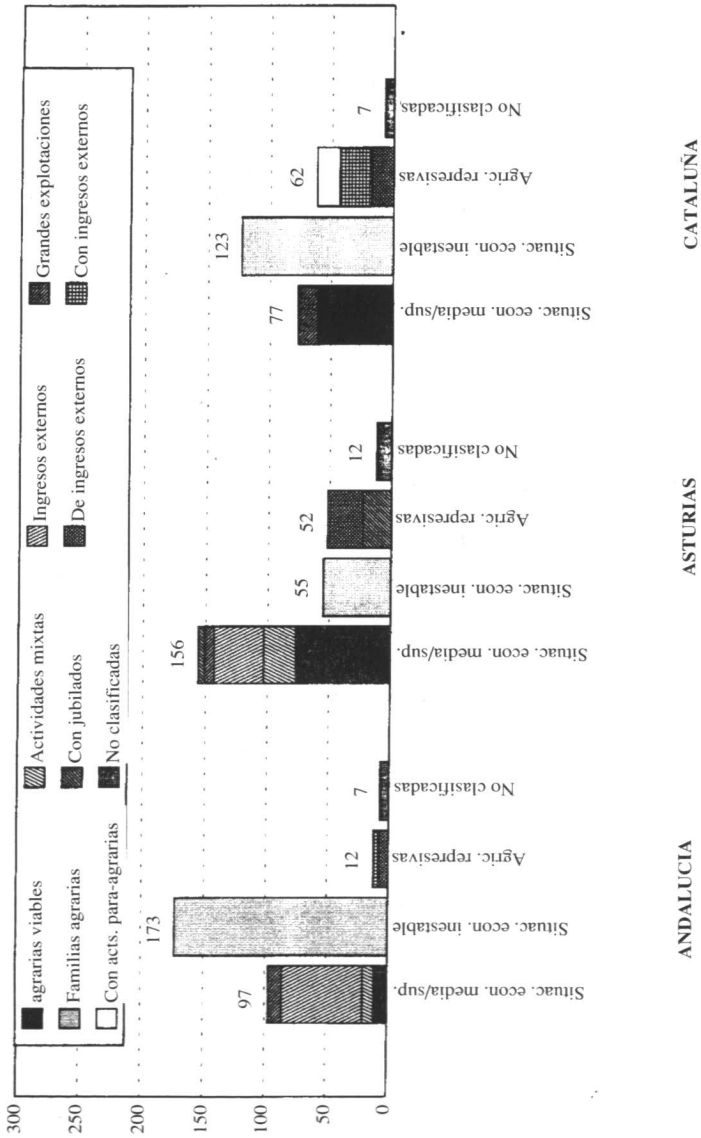 300
250
200
150
100
50
0
agrarias viables
Actividades mixtas
Ingresos externos
Grandes explotaciones
Familias agrarias
Con jubilados
De ingresos externos
Con ingresos externos
Con acts. para-agrarias
No clasificadas
97
173
12
7
156
55
52
12
77
123
62
7
Situac. econ. media/sup.
Situac. econ. inestable
Agric. represivas
No clasificadas
Situac. econ. media/sup.
Situac. econ. inestable
Agric. represivas
No clasificadas
Situac. econ. media/sup.
Situac. econ. inestable
Agric. represivas
No clasificadas,
ANDALUCIA
ASTURIAS
CATALUÑA